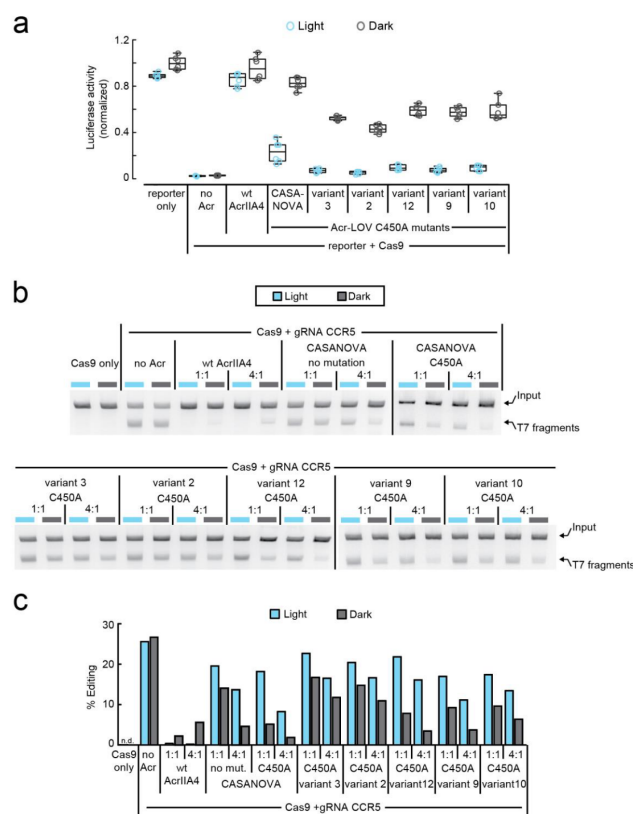 a
Light Dark
Luciferase activity
(normalized)
1.2
0.8
0.4
0
reporter
only
no
Acr
wt
AcrIIA4
CASA-
NOVA
variant
3
variant
2
variant
12
variant
9
variant
10
Acr-LOV C450A mutants
reporter + Cas9
b
Light Dark
Cas9 + gRNA CCR5
Cas9 only
no Acr
wt AcrIIA4
1:1 4:1
CASANOVA
no mutation
1:1 4:1
CASANOVA
C450A
1:1 4:1
Input
T7 fragments
Cas9 + gRNA CCR5
variant 3
C450A
1:1 4:1
variant 2
C450A
1:1 4:1
variant 12
C450A
1:1 4:1
variant 9
C450A
1:1 4:1
variant 10
C450A
1:1 4:1
Input
T7 fragments
c
Light Dark
% Editing
30
20
10
0
n.d.
Cas9
only
no
Acr
1:1 4:1
wt
AcrIIA4
1:1 4:1
no mut.
1:1 4:1
C450A
CASANOVA
1:1 4:1
C450A
variant 3
1:1 4:1
C450A
variant 2
1:1 4:1
C450A
variant12
1:1 4:1
C450A
variant 9
1:1 4:1
C450A
variant10
Cas9 +gRNA CCR5